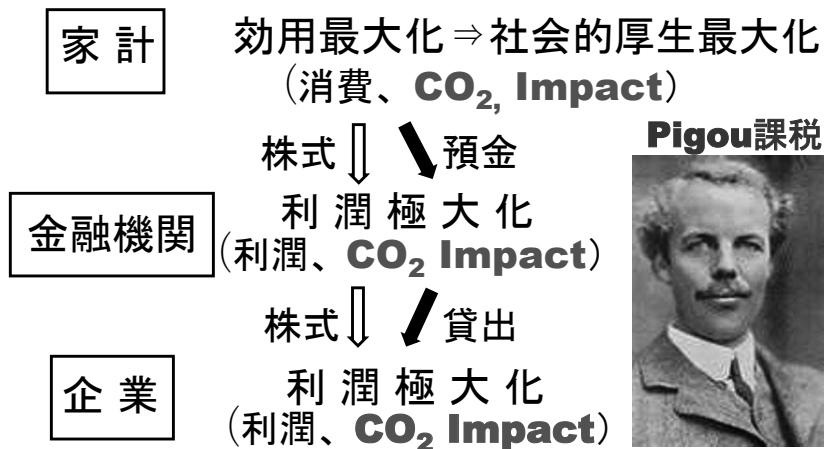 家 計
効用最大化⇒社会的厚生最大化
(消費、CO₂, Impact)
株式 預金
Pigou課税
金融機関
利 潤 極 大 化
(利潤、CO₂ Impact)
株式 貸出
企 業
利 潤 極 大 化
(利潤、CO₂ Impact)